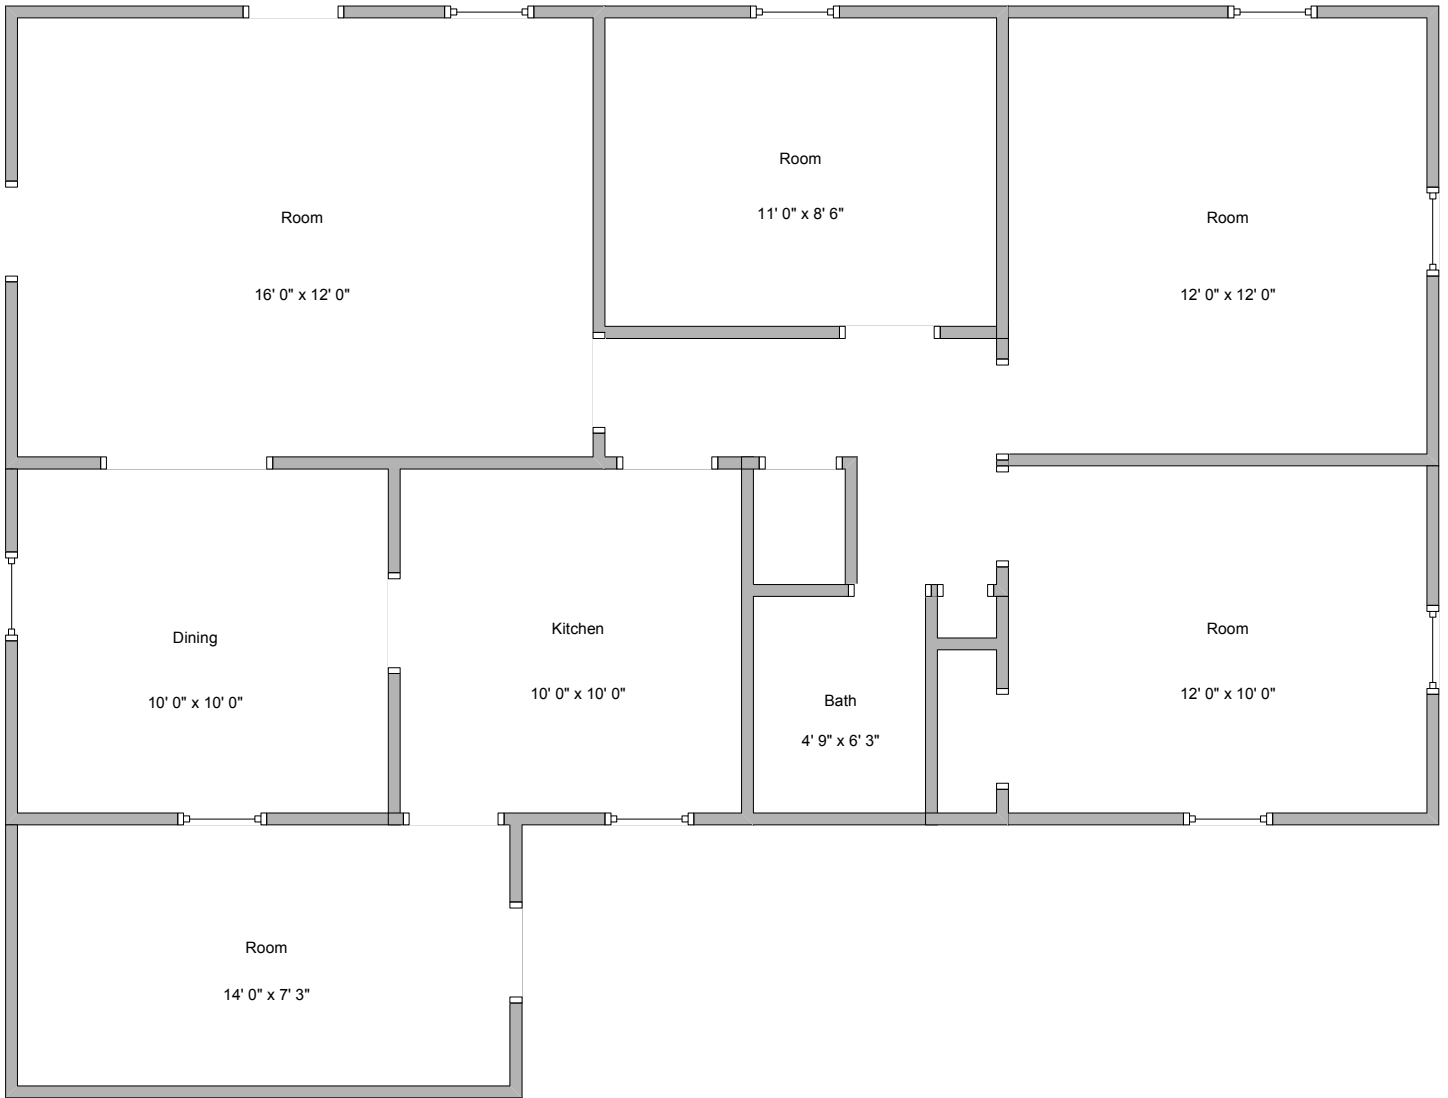 Room
11' 0" x 8' 6"
Room
16' 0" x 12' 0"
Room
12' 0" x 12' 0"
Dining
10' 0" x 10' 0"
Kitchen
10' 0" x 10' 0"
Bath
4' 9" x 6' 3"
Room
12' 0" x 10' 0"
Room
14' 0" x 7' 3"